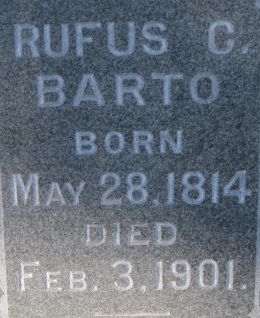 RUFUS C.
BARTO
BORN
MAY 28, 1814
DIED
FEB. 3, 1901.